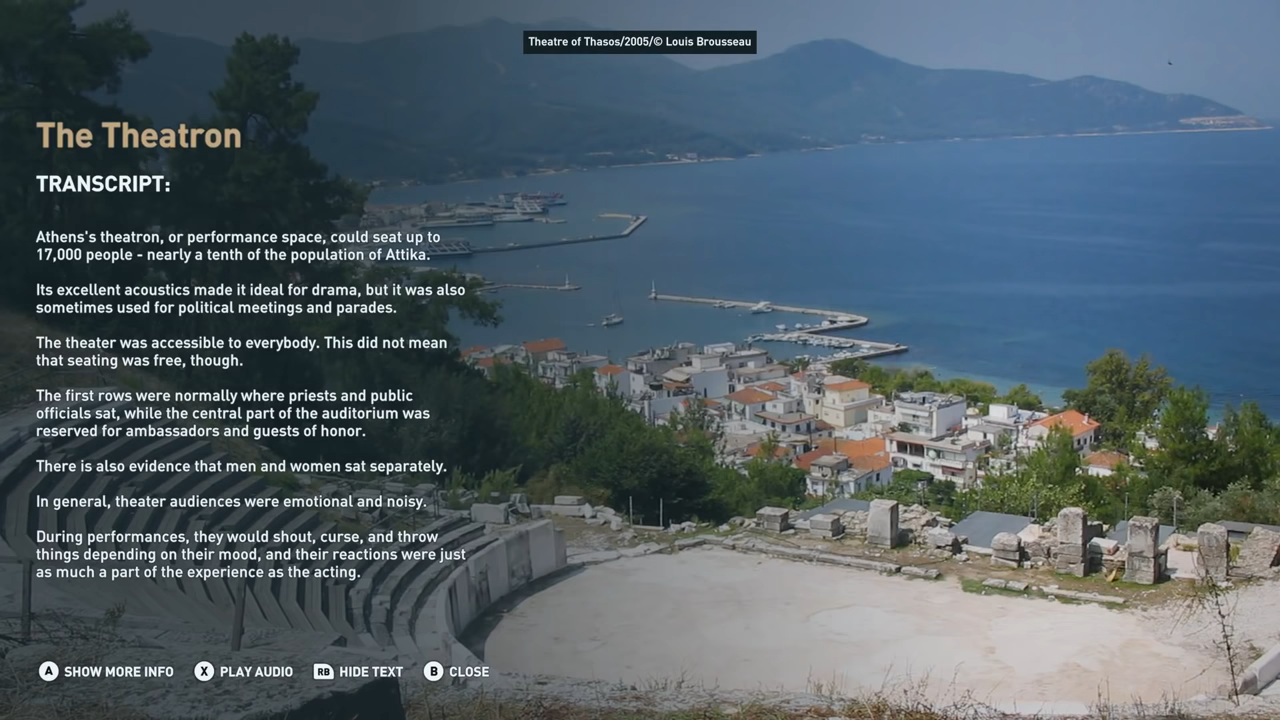 Theatre of Thasos/2005/© Louis Brousseau
The Theatron
TRANSCRIPT:
Athens's theatron, or performance space, could seat up to
17,000 people - nearly a tenth of the population of Attika.
Its excellent acoustics made it ideal for drama, but it was also
sometimes used for political meetings and parades.
The theater was accessible to everybody. This did not mean
that seating was free, though.
The first rows were normally where priests and public
officials sat, while the central part of the auditorium was
reserved for ambassadors and guests of honor.
There is also evidence that men and women sat separately.
In general, theater audiences were emotional and noisy.
During performances, they would shout, curse, and throw
things depending on their mood, and their reactions were just
as much a part of the experience as the acting.
A SHOW MORE INFO X PLAY AUDIO RB HIDE TEXT B CLOSE